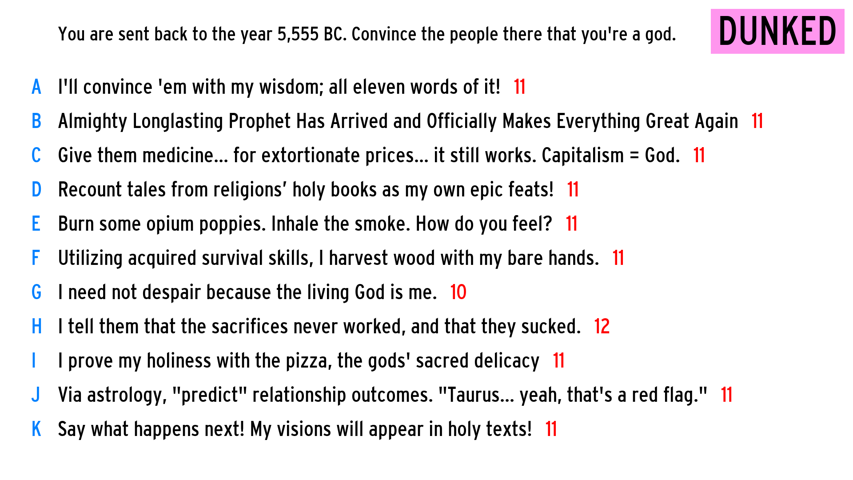 You are sent back to the year 5,555 BC. Convince the people there that you're a god.
DUNKED
A I'll convince 'em with my wisdom; all eleven words of it! 11
B Almighty Longlasting Prophet Has Arrived and Officially Makes Everything Great Again 11
C Give them medicine... for extortionate prices... it still works. Capitalism = God. 11
D Recount tales from religions’ holy books as my own epic feats! 11
E Burn some opium poppies. Inhale the smoke. How do you feel? 11
F Utilizing acquired survival skills, I harvest wood with my bare hands. 11
G I need not despair because the living God is me. 10
H I tell them that the sacrifices never worked, and that they sucked. 12
I I prove my holiness with the pizza, the gods' sacred delicacy 11
J Via astrology, "predict" relationship outcomes. "Taurus... yeah, that's a red flag." 11
K Say what happens next! My visions will appear in holy texts! 11